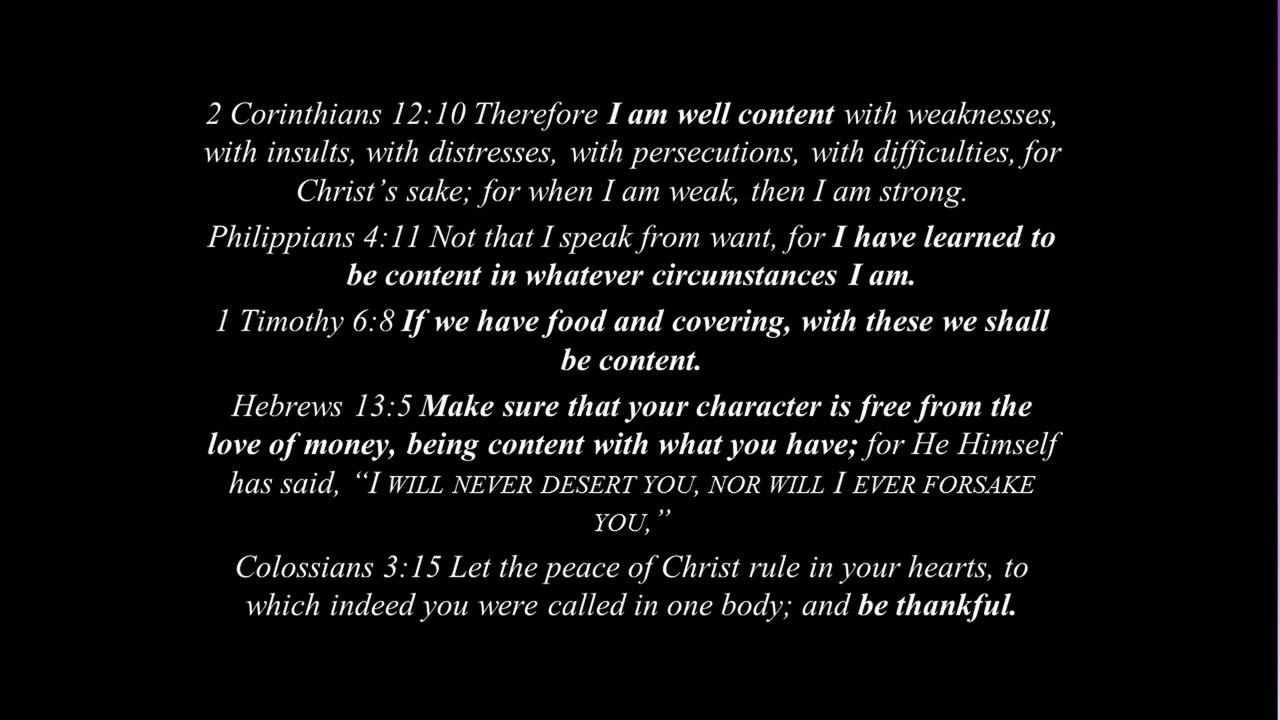 2 Corinthians 12:10 Therefore I am well content with weaknesses,
with insults, with distresses, with persecutions, with difficulties, for
Christ’s sake; for when I am weak, then I am strong.
Philippians 4:11 Not that I speak from want, for I have learned to
be content in whatever circumstances I am.
1 Timothy 6:8 If we have food and covering, with these we shall
be content.
Hebrews 13:5 Make sure that your character is free from the
love of money, being content with what you have; for He Himself
has said, “I WILL NEVER DESERT YOU, NOR WILL I EVER FORSAKE
YOU,”
Colossians 3:15 Let the peace of Christ rule in your hearts, to
which indeed you were called in one body; and be thankful.